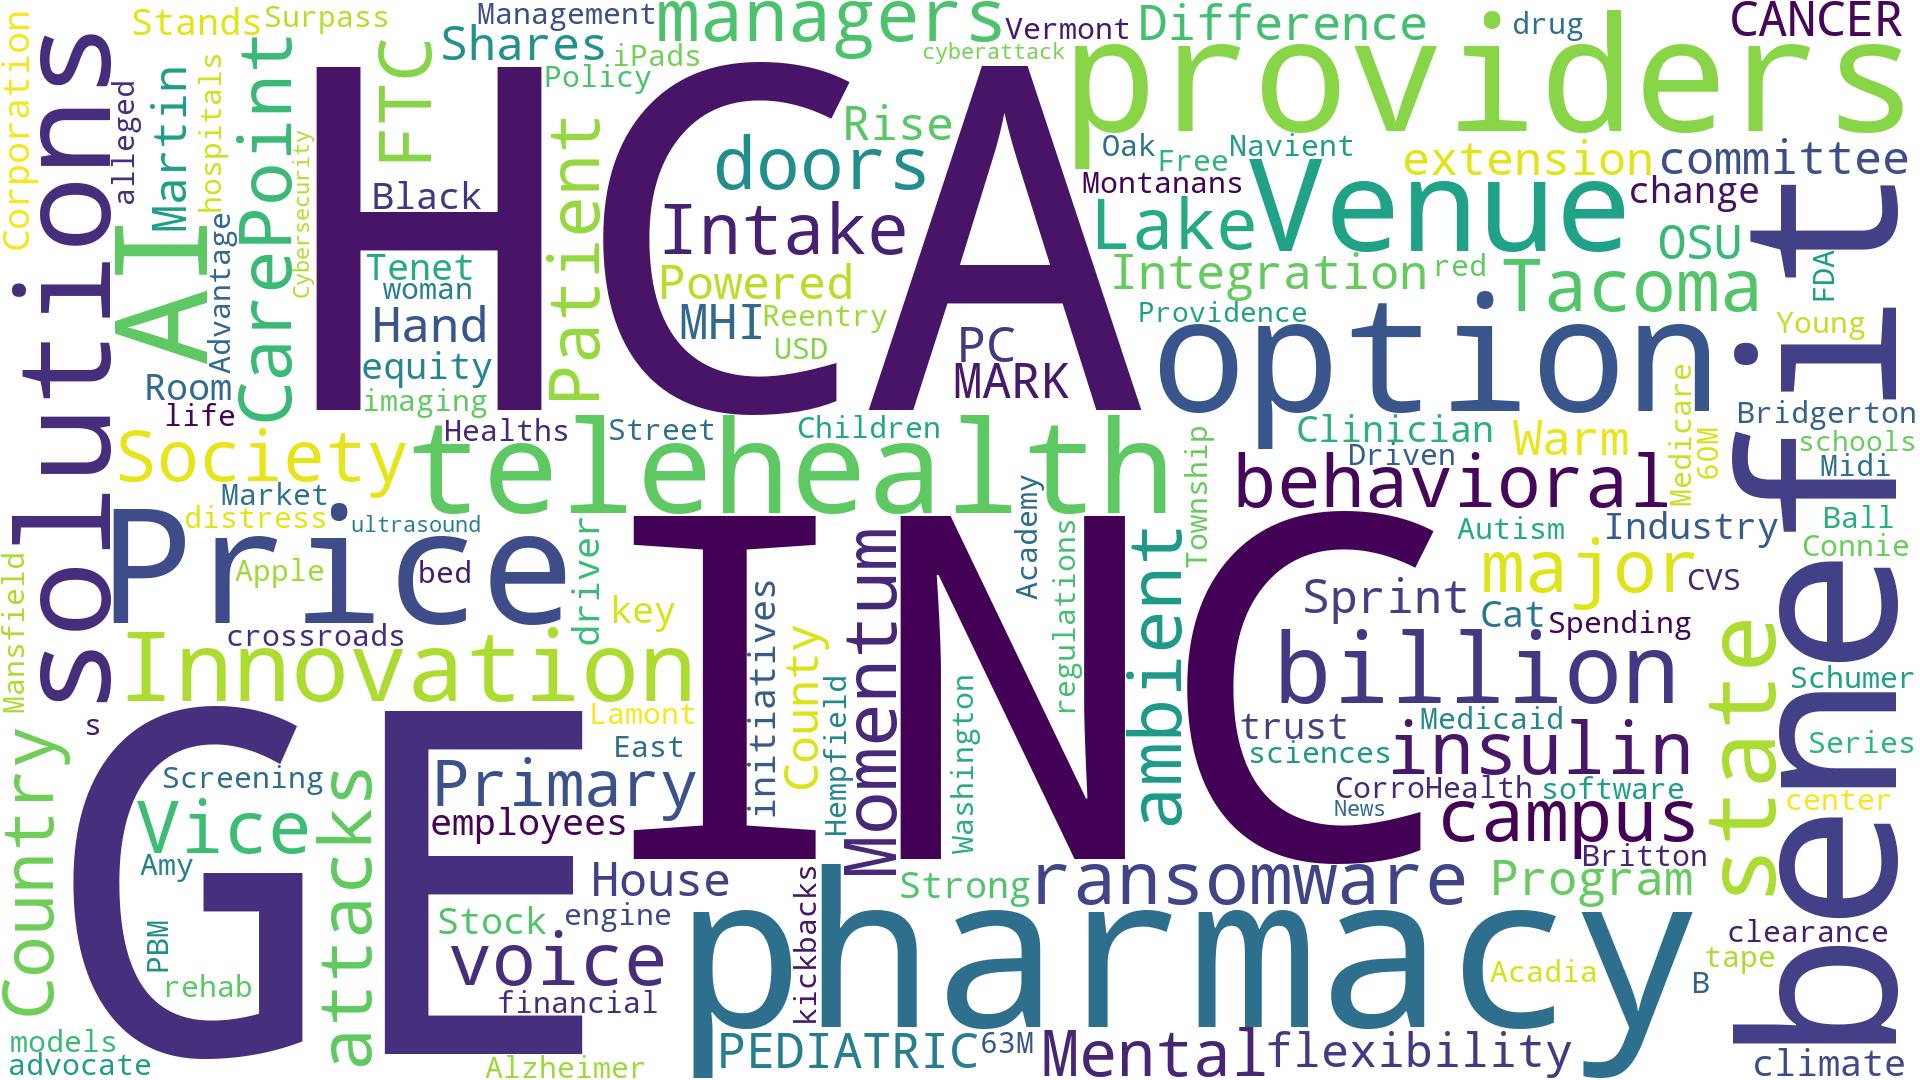 Corporation
Stands
Surpass
Management
managers
Vermont
Difference
drug
CANCER
solutions
alleged
Martin
hospitals
CarePoint
FTC
Shares
iPads
Policy
cyberattack
providers
HCA
Black
Patient
Rise
doors
Intake
Powered
MHI
Reentry
USD
PC
MARK
Oak
Free
Navient
extension
committee
Montanans
Venue
change
Lake
OSU
Integration
red
Tacoma
FDA
Providence
Young
option
benefit
AI
Advantage
Cybersecurity
Tenet
woman
Hand
equity
imaging
Room
life
Society
telehealth
Healths
Street
Children
Township
Clinician
Driven
Warm
Medicare
60M
Bridgerton
schools
Midi
behavioral
Market
distress
ultrasound
Price
Apple
bed
driver
key
crossroads
Innovation
Mansfield
INC
Momentum
Academy
regulations
ambient
Autism
Industry
Ball
Connie
major
CVS
Sprint
Cat
Spending
billion
state
Schumer
Series
trust
Medicaid
sciences
insulin
CorroHealth
software
News
campus
center
Britton
s
Country
GE
Screening
Vice
Amy
attacks
Lamont
East
Primary
employees
initiatives
County
Hempfield
Washington
House
Stock
engine
voice
financial
kickbacks
Strong
ransomware
Program
pharmacy
clearance
tape
Acadia
B
PBM
rehab
models
advocate
Alzheimer
PEDIATRIC
63M
Mental
flexibility
climate